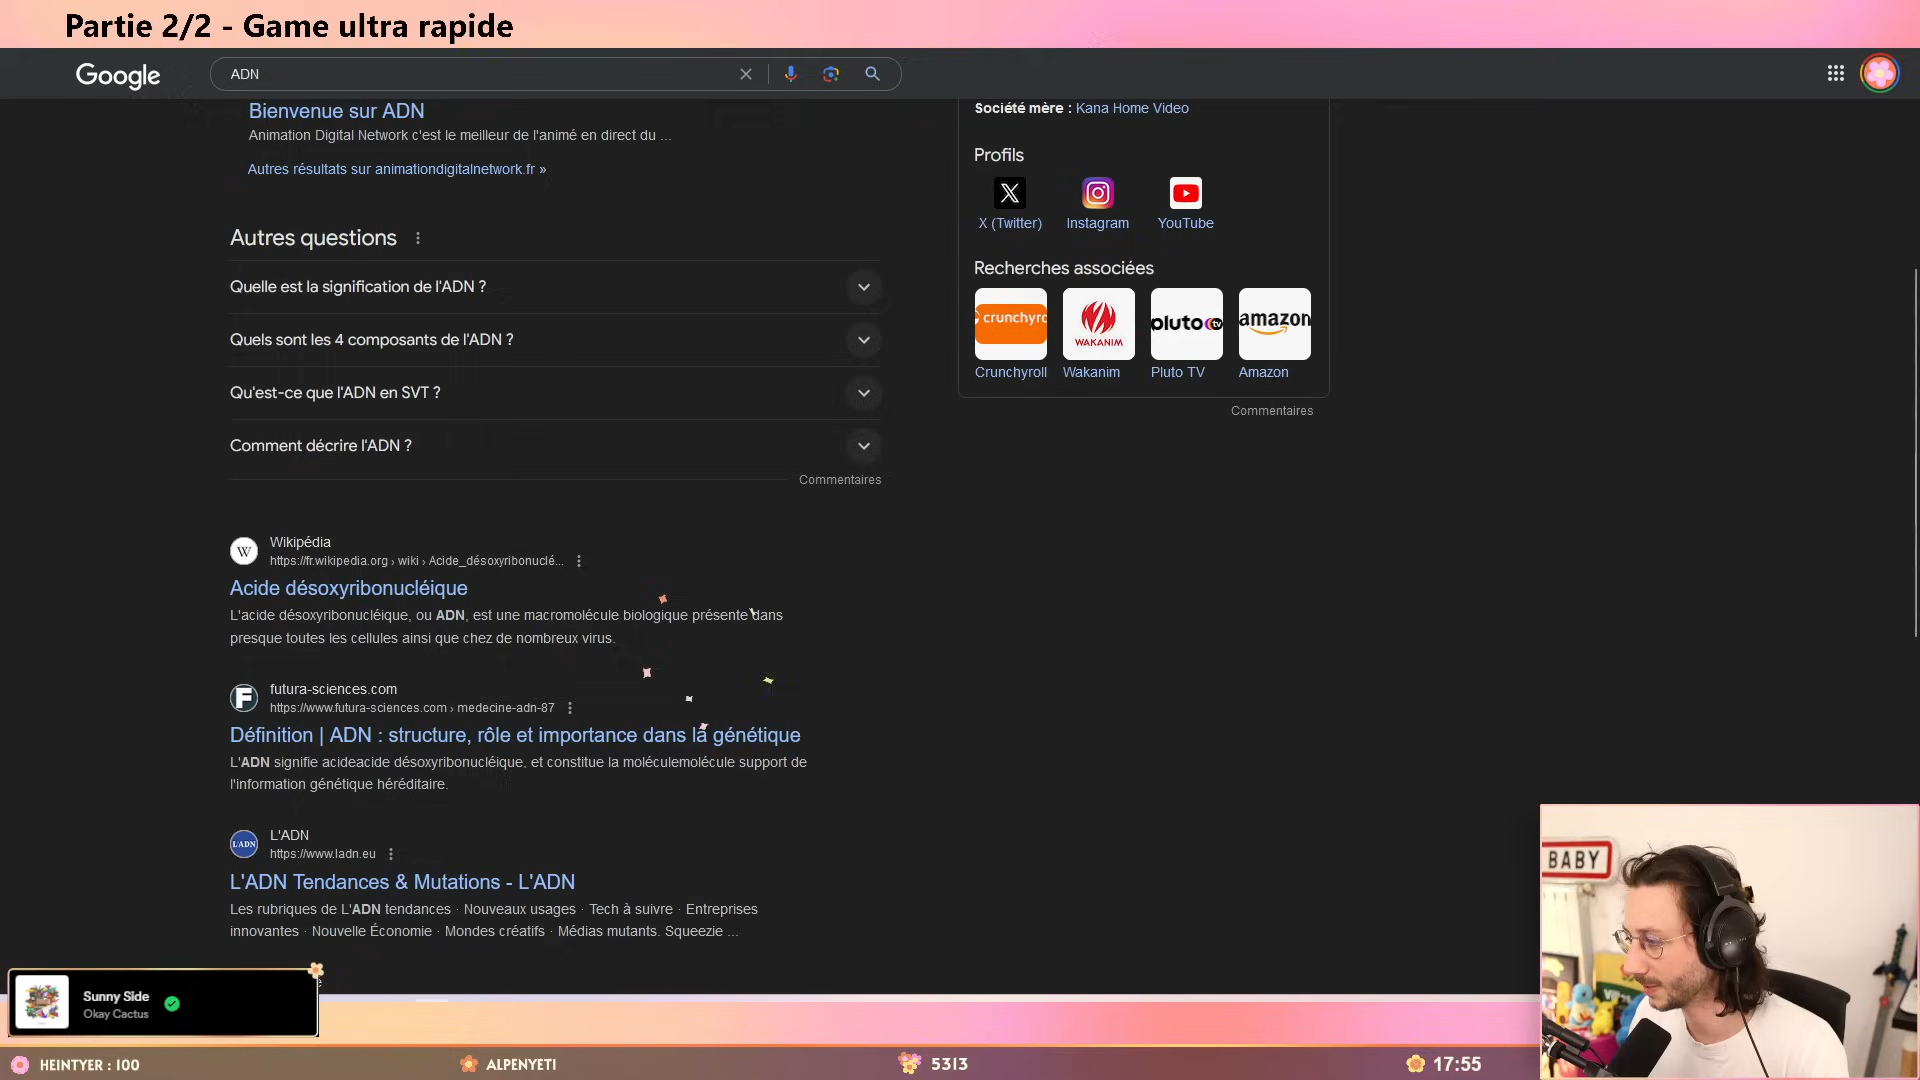 Partie 2/2 - Game ultra rapide
Google
ADN
Bienvenue sur ADN
Animation Digital Network c'est le meilleur de l'animé en direct du ...
Autres résultats sur animationdigitalnetwork.fr »
Autres questions
Quelle est la signification de l'ADN ?
Quels sont les 4 composants de l'ADN ?
Qu'est-ce que l'ADN en SVT ?
Comment décrire l'ADN ?
Commentaires
Wikipédia
https://fr.wikipedia.org › wiki › Acide_désoxyribonuclé...
Acide désoxyribonucléique
L'acide désoxyribonucléique, ou ADN, est une macromolécule biologique présente dans
presque toutes les cellules ainsi que chez de nombreux virus.
futura-sciences.com
https://www.futura-sciences.com › medecine-adn-87
Définition | ADN : structure, rôle et importance dans la génétique
L'ADN signifie acideacide désoxyribonucléique, et constitue la moléculemolécule support de
l'information génétique héréditaire.
L'ADN
L'ADN
https://www.ladn.eu
L'ADN Tendances & Mutations - L'ADN
Les rubriques de L'ADN tendances · Nouveaux usages · Tech à suivre · Entreprises
innovantes · Nouvelle Économie · Mondes créatifs · Médias mutants. Squeezie ...
Société mère : Kana Home Video
Profils
X (Twitter)
Instagram
YouTube
Recherches associées
crunchyro
WAKANIM
pluto tv
amazon
Crunchyroll
Wakanim
Pluto TV
Amazon
Commentaires
BABY
Sunny Side
Okay Cactus
HEINTYER : 100
ALPENYETI
5313
17:55